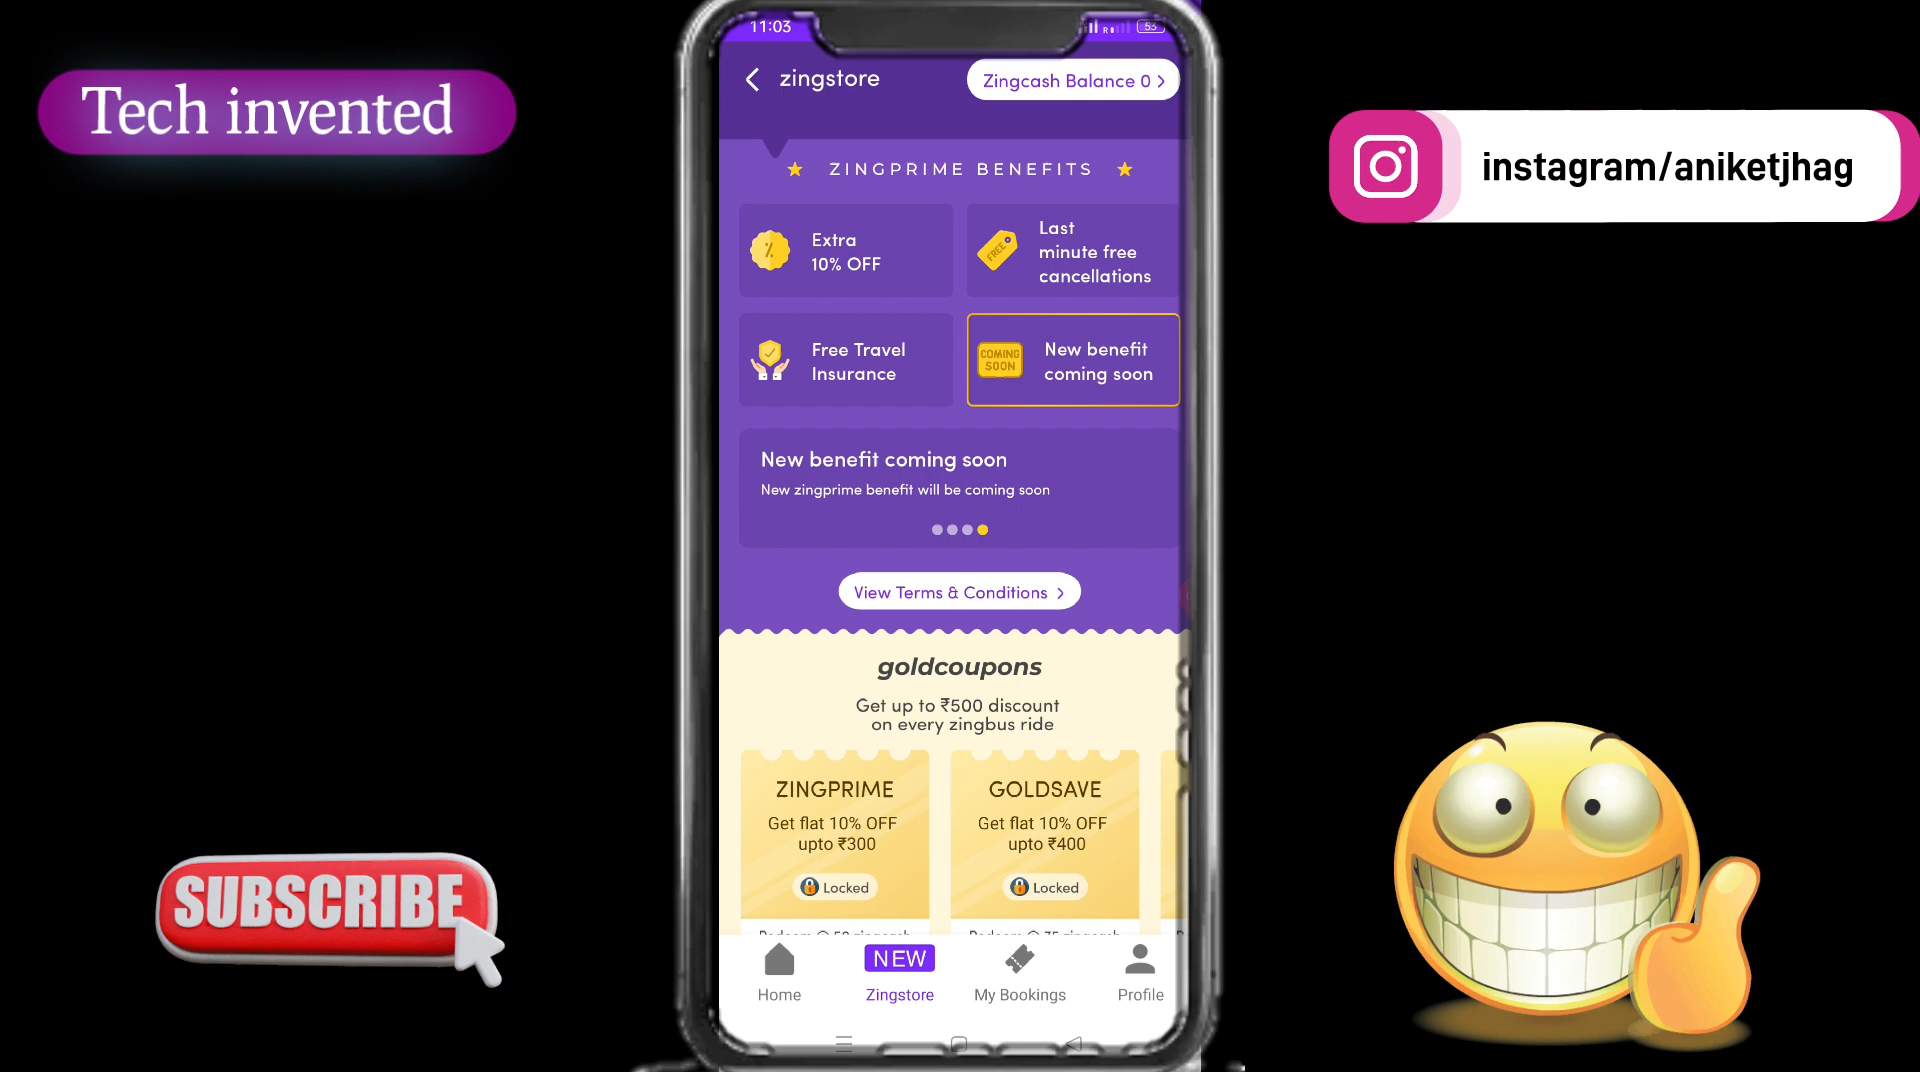 Tech invented
11:03
53
zingstore
Zingcash Balance 0
instagram/aniketjhag
ZINGPRIME BENEFITS
Extra
10% OFF
FREE
Last
minute free
cancellations
Free Travel
Insurance
COMING
SOON
New benefit
coming soon
New benefit coming soon
New zingprime benefit will be coming soon
View Terms & Conditions
goldcoupons
Get up to ₹500 discount
on every zingbus ride
ZINGPRIME
Get flat 10% OFF
upto ₹300
Locked
GOLDSAVE
Get flat 10% OFF
upto ₹400
Locked
SUBSCRIBE
NEW
Home
Zingstore
My Bookings
Profile